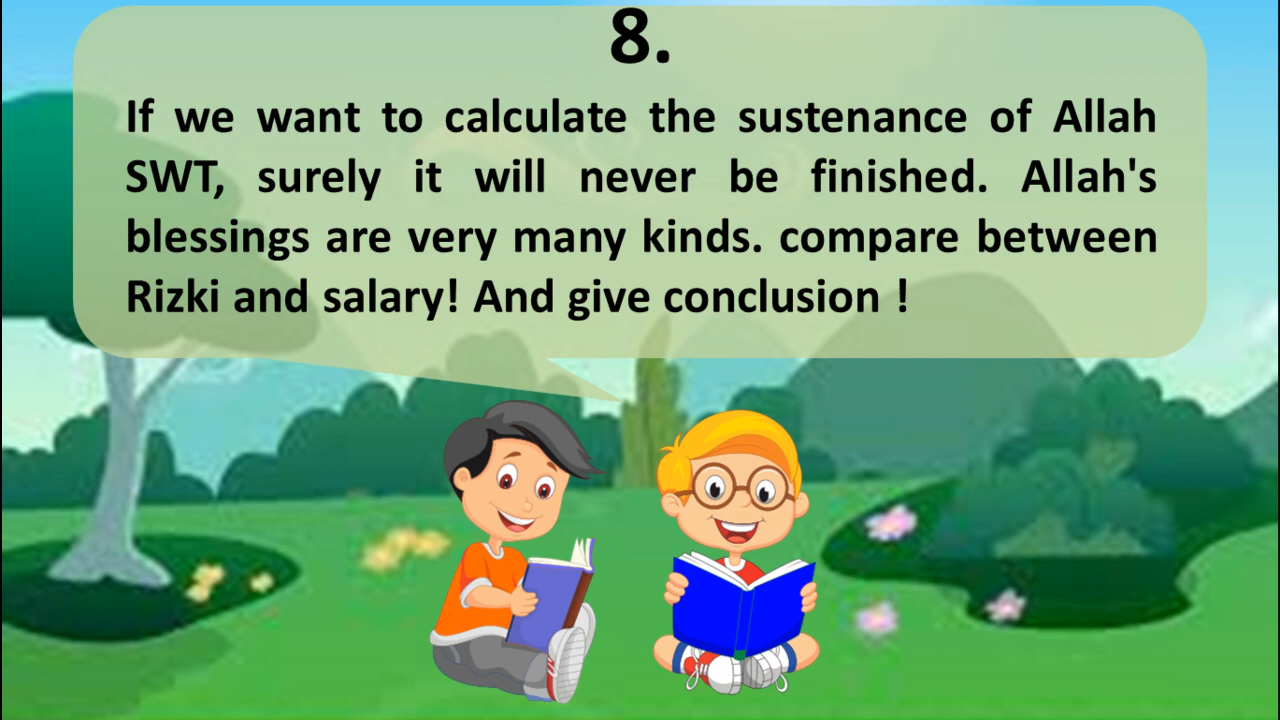 8.
If we want to calculate the sustenance of Allah
SWT, surely it will never be finished. Allah's
blessings are very many kinds. compare between
Rizki and salary! And give conclusion !